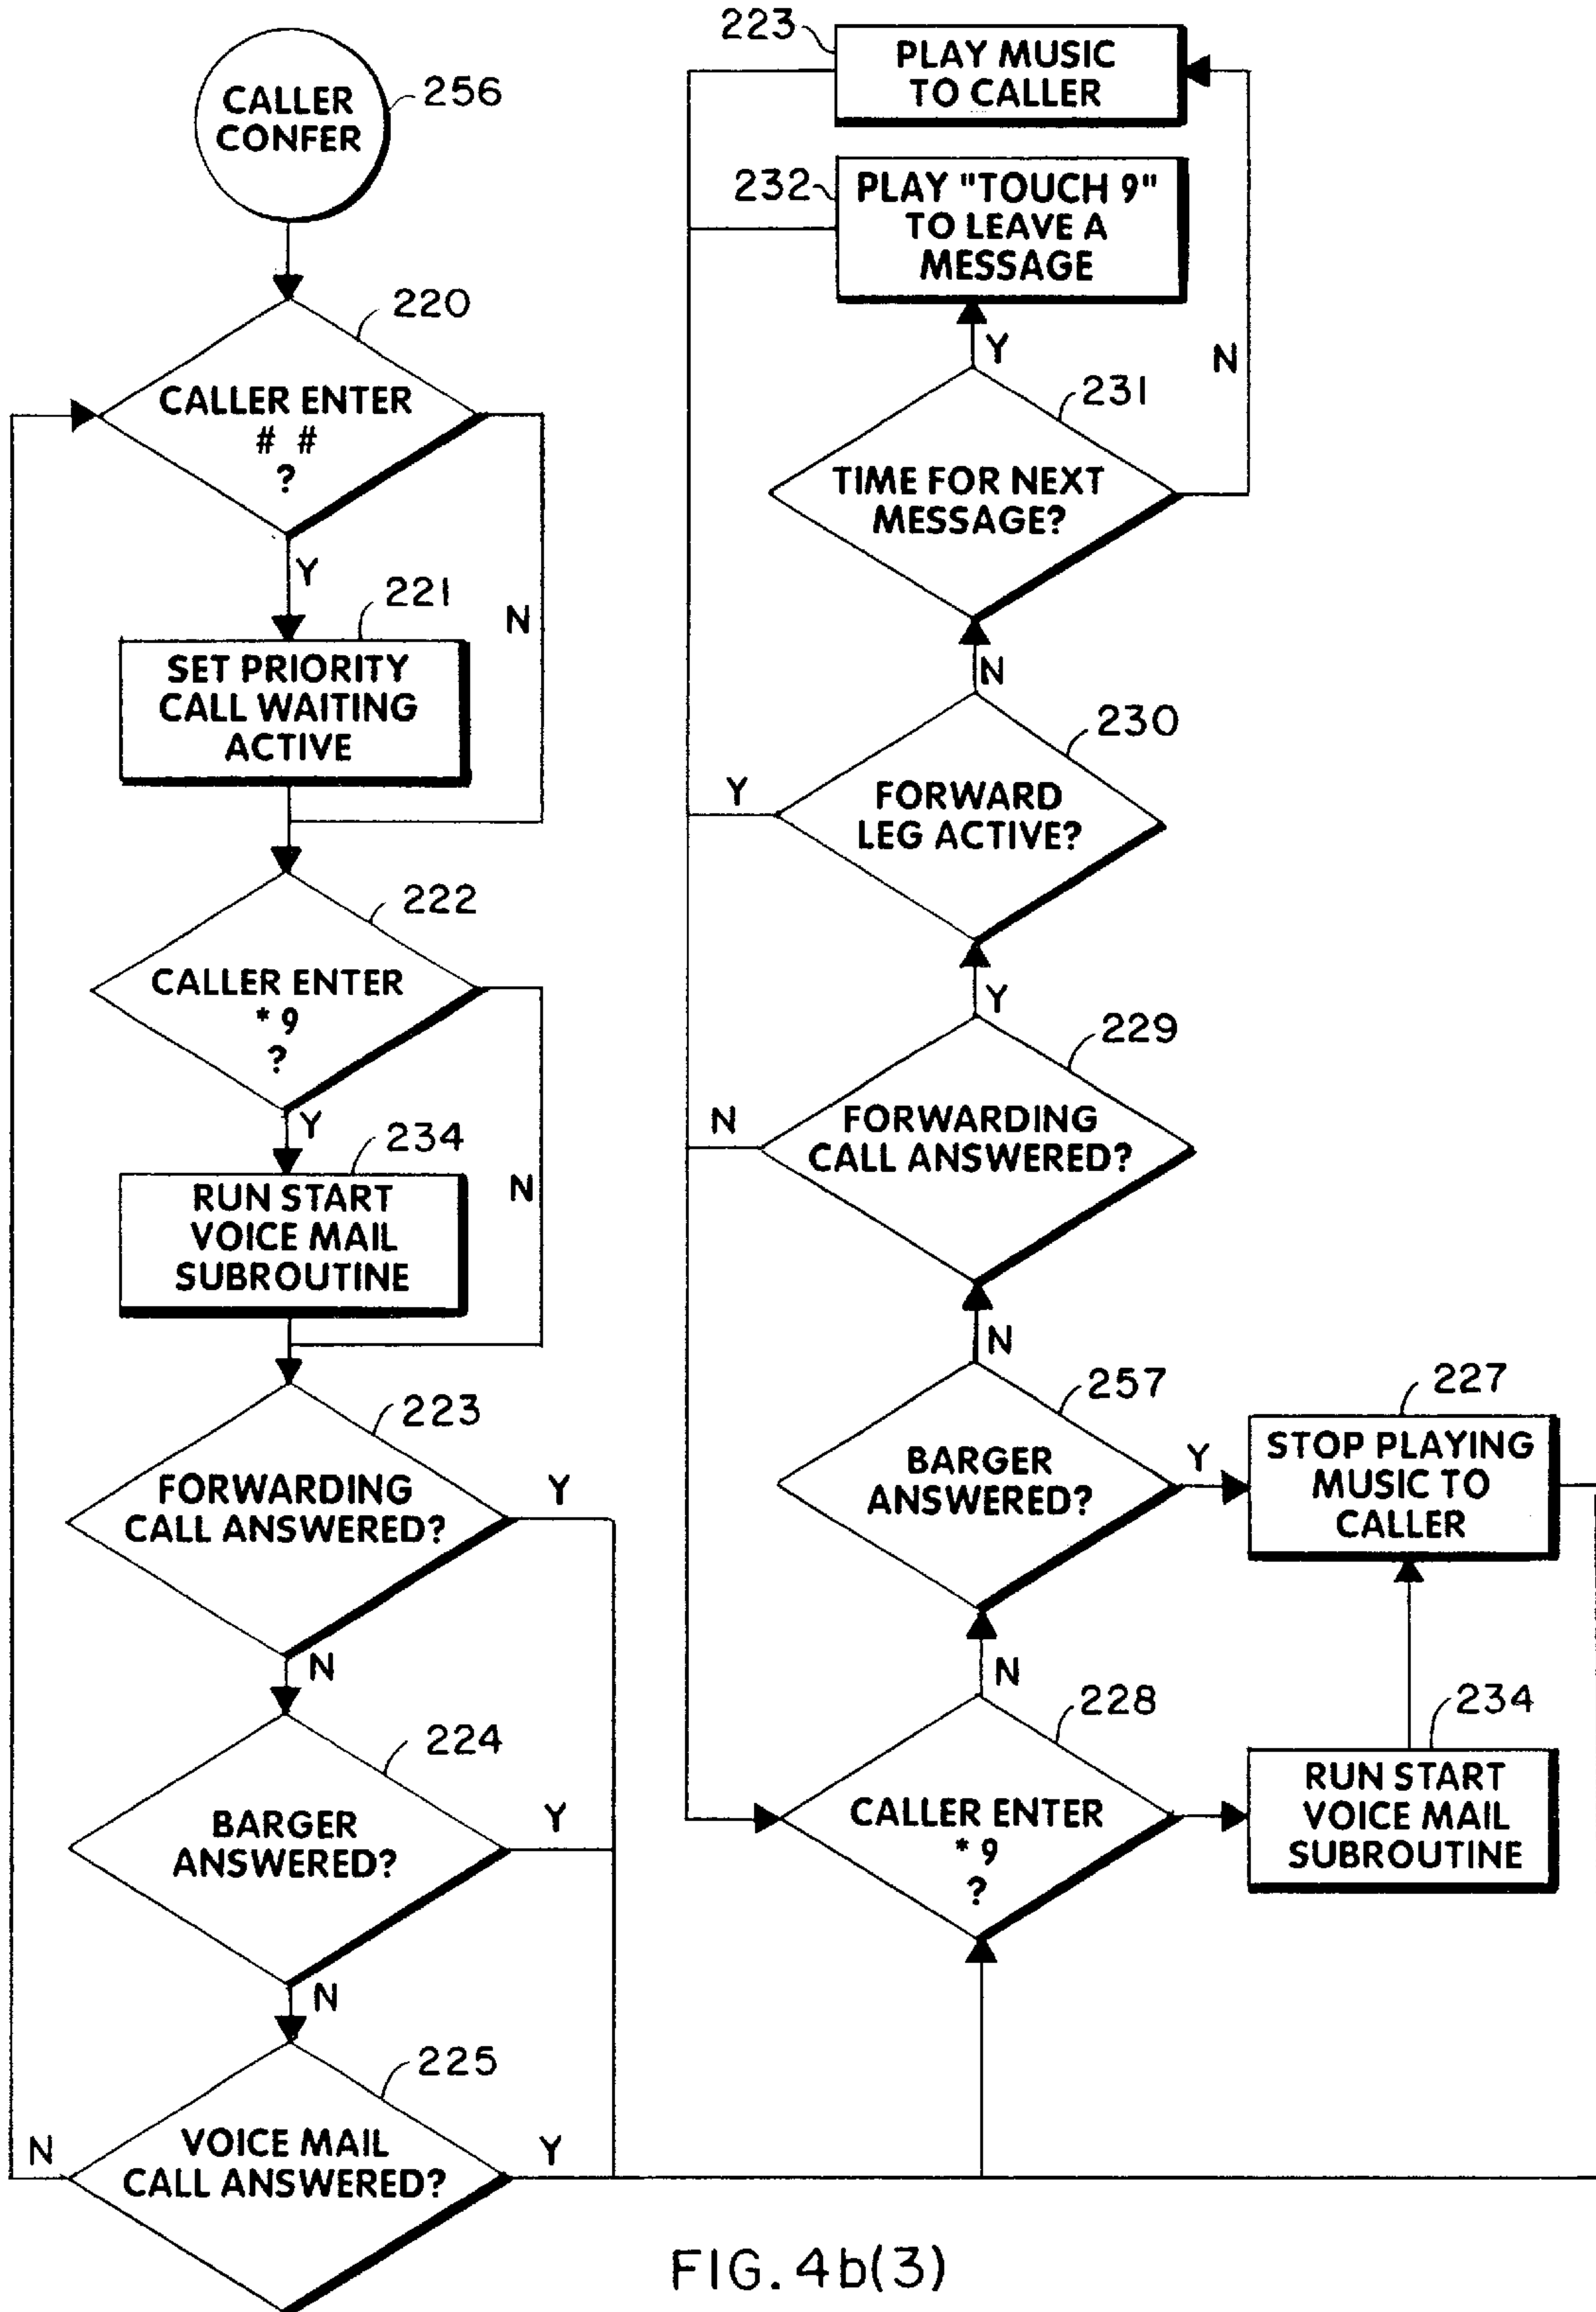 CALLER
CONFER
256
220
CALLER ENTER
# #
?
Y
N
221
SET PRIORITY
CALL WAITING
ACTIVE
222
CALLER ENTER
* 9
?
Y
N
234
RUN START
VOICE MAIL
SUBROUTINE
223
FORWARDING
CALL ANSWERED?
Y
N
224
BARGER
ANSWERED?
Y
N
225
VOICE MAIL
CALL ANSWERED?
N
Y
223
PLAY MUSIC
TO CALLER
232
PLAY "TOUCH 9"
TO LEAVE A
MESSAGE
Y
N
231
TIME FOR NEXT
MESSAGE?
N
230
FORWARD
LEG ACTIVE?
Y
Y
229
FORWARDING
CALL ANSWERED?
N
N
257
BARGER
ANSWERED?
Y
227
STOP PLAYING
MUSIC TO
CALLER
N
228
CALLER ENTER
* 9
?
234
RUN START
VOICE MAIL
SUBROUTINE
FIG. 4b(3)